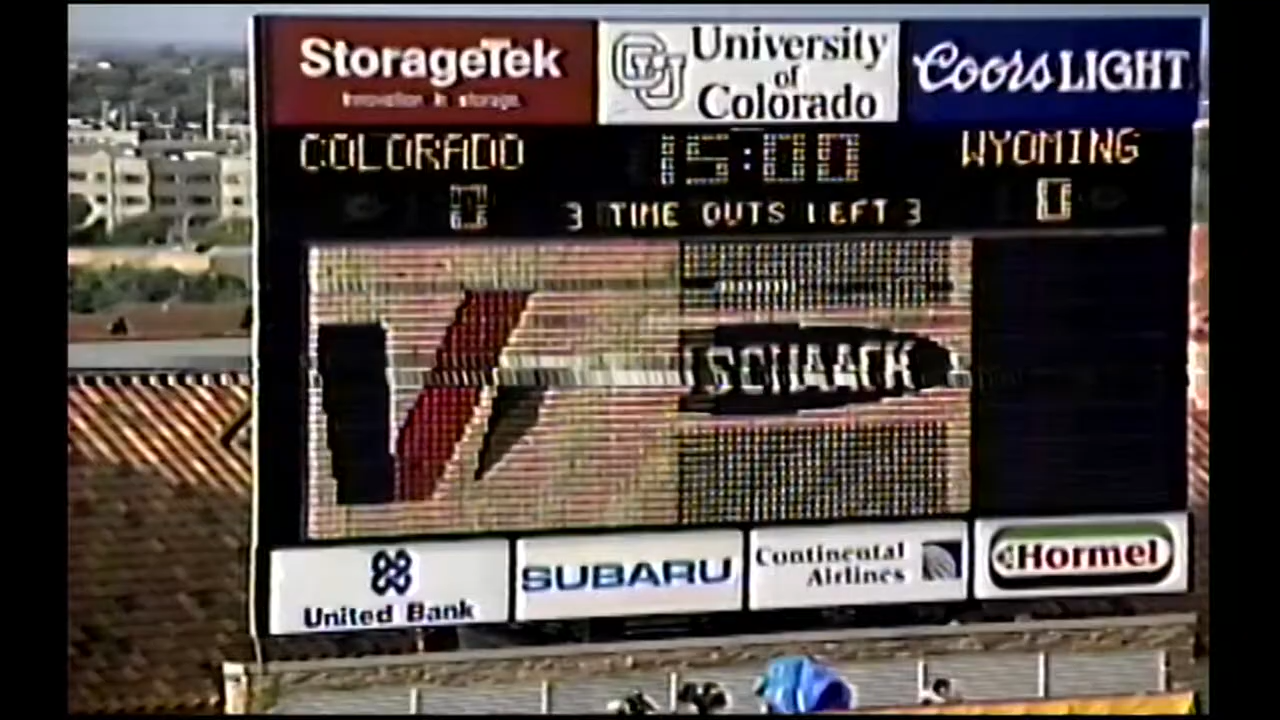 StorageTek
Innovation in storage.
CU
University
of
Colorado
Coors LIGHT
COLORADO
15:00
WYOMING
0
3 TIME OUTS LEFT 3
0
SCHAACK
United Bank
SUBARU
Continental
Airlines
Hormel